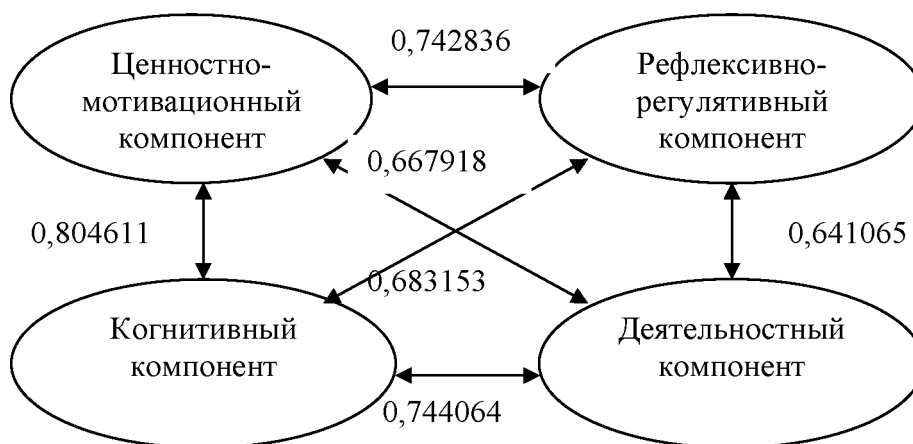 0,742836
Ценностно-
мотивационный
компонент
Рефлексивно-
регулятивный
компонент
0,667918
0,804611
0,641065
0,683153
Когнитивный
компонент
Деятельностный
компонент
0,744064